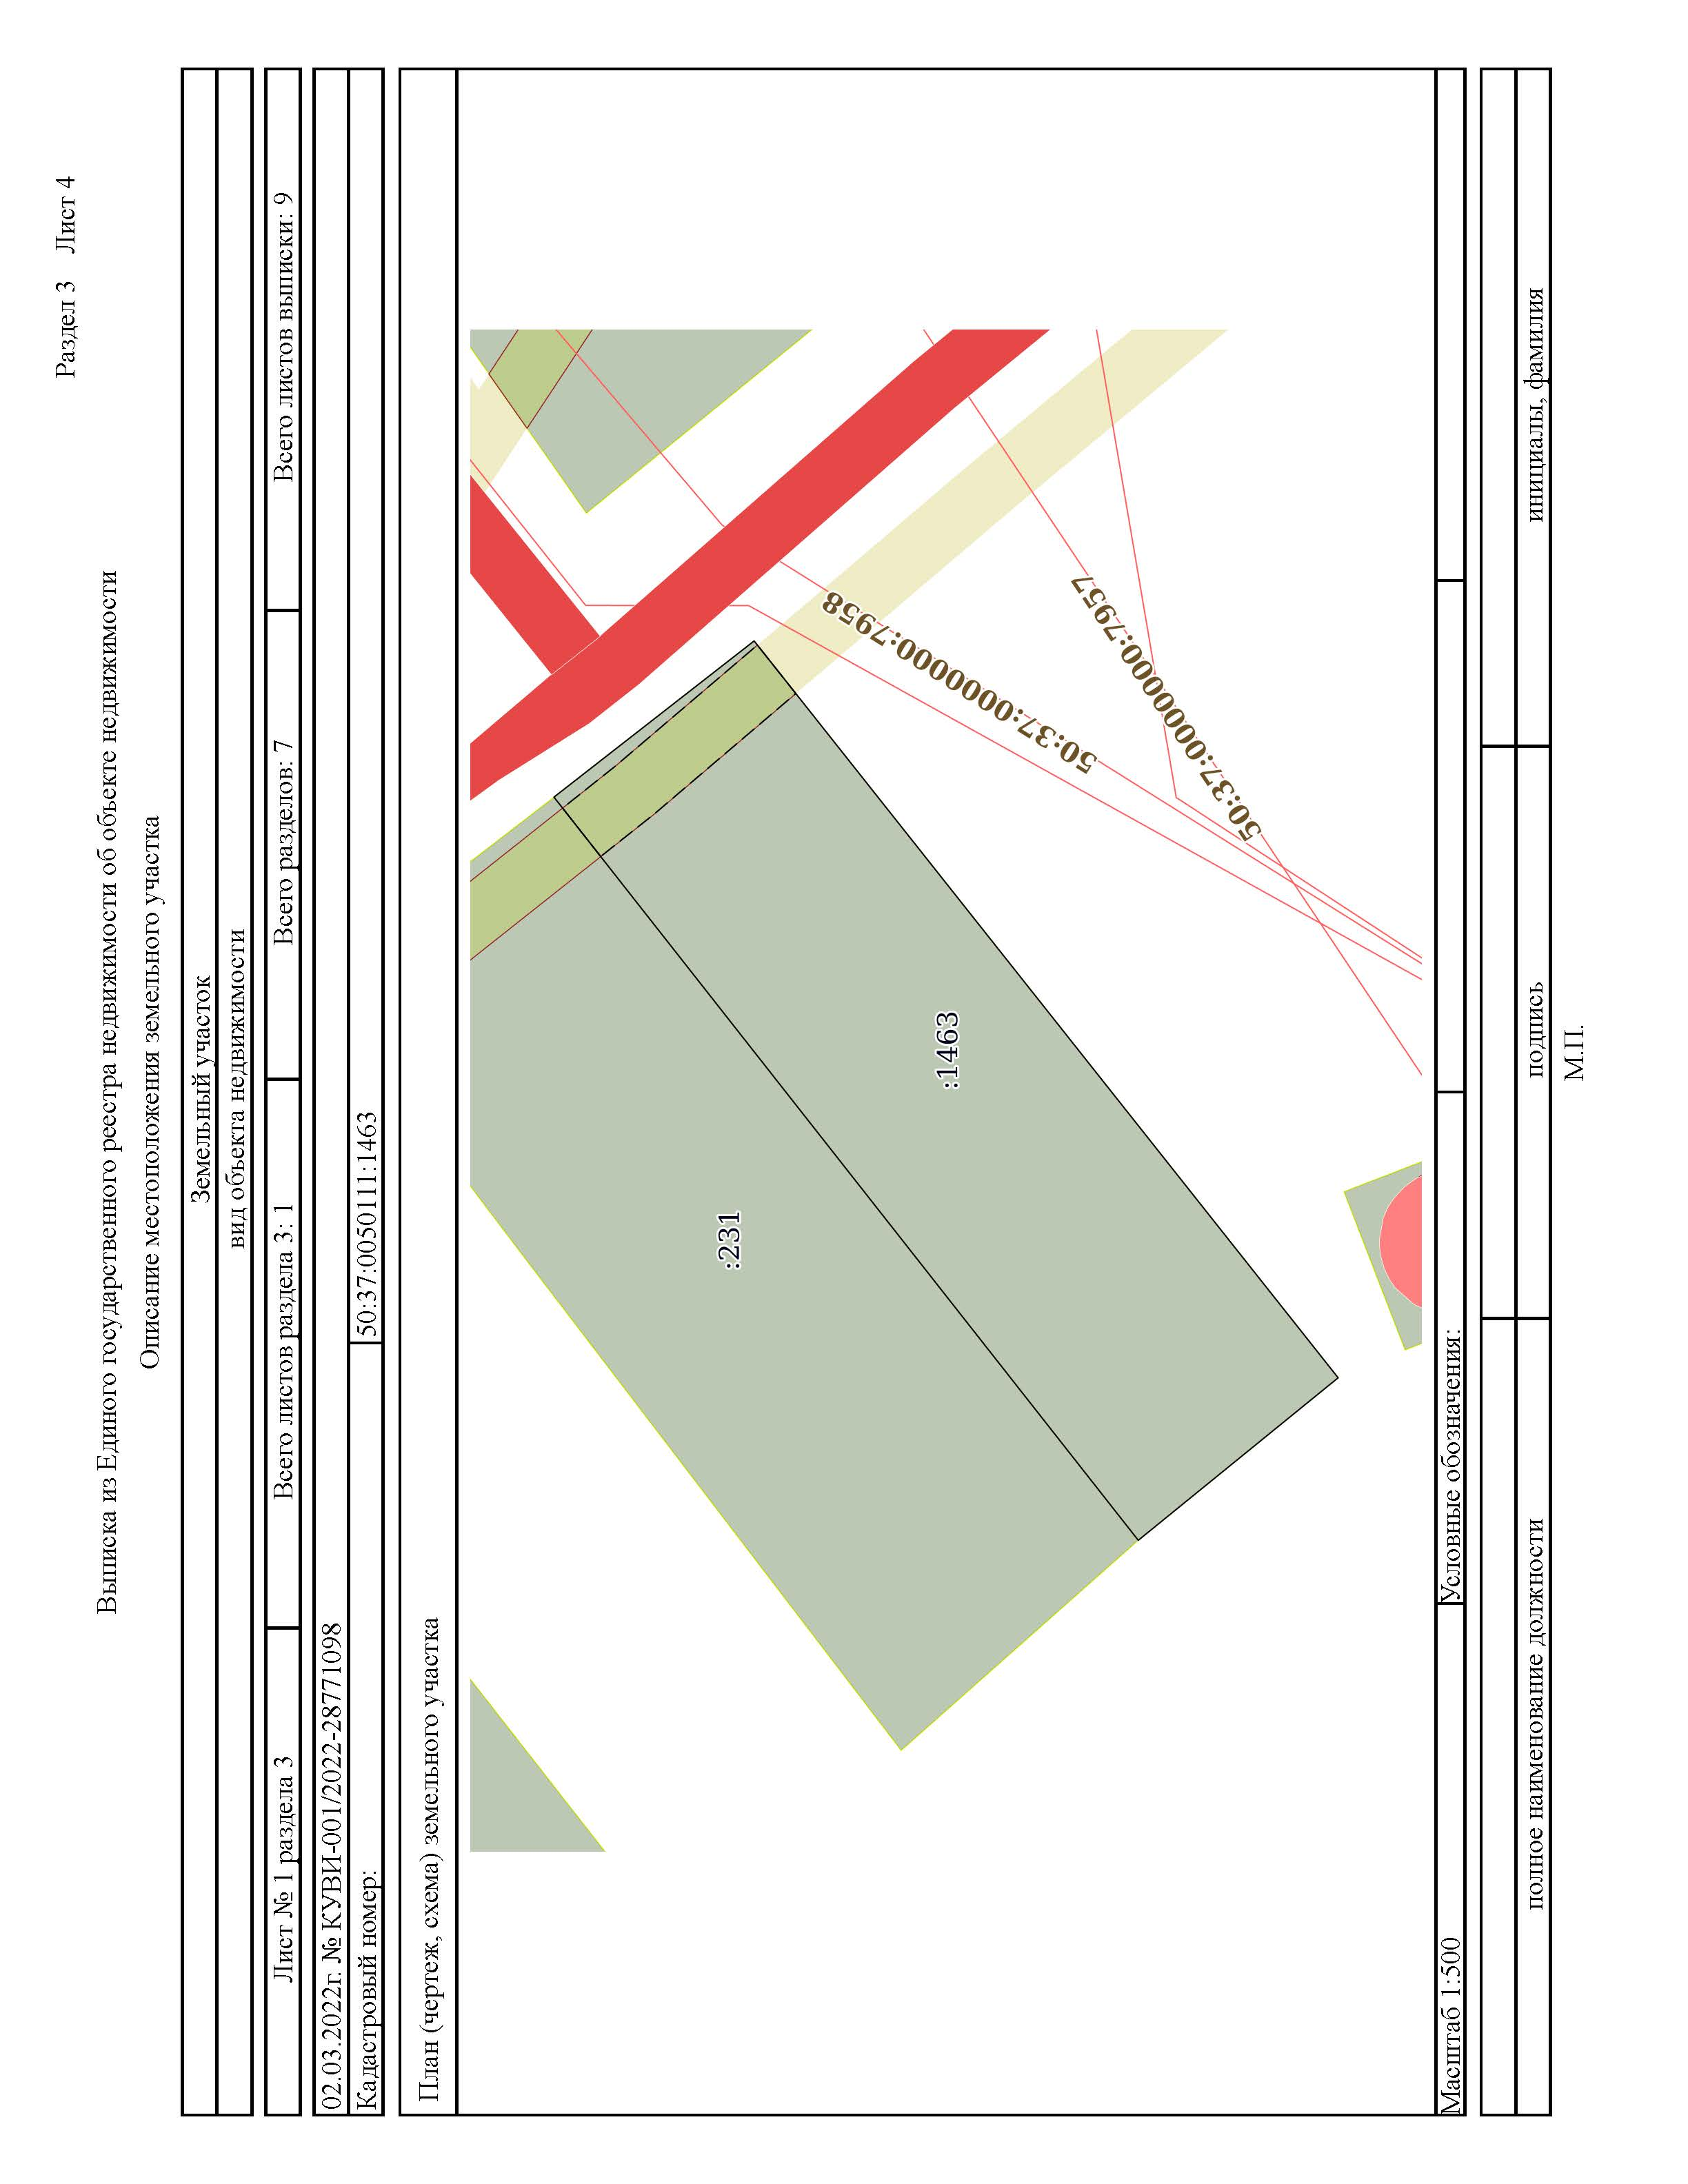 Раздел 3 Лист 4
Выписка из Единого государственного реестра недвижимости об объекте недвижимости
Описание местоположения земельного участка
Земельный участок
вид объекта недвижимости
Лист № 1 раздела 3 Всего листов раздела 3: 1 Всего разделов: 7 Всего листов выписки: 9
02.03.2022г. № КУВИ-001/2022-28771098
Кадастровый номер: 50:37:0050111:1463
План (чертеж, схема) земельного участка
:231
:1463
50:37:0000000:7958
50:37:0000000:7957
Масштаб 1:500 Условные обозначения:
полное наименование должности подпись инициалы, фамилия
М.П.